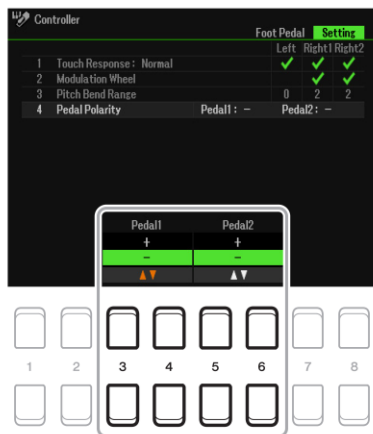 Controller
Foot Pedal Setting
Left Right1 Right2
1 Touch Response: Normal
2 Modulation Wheel
3 Pitch Bend Range 0 2 2
4 Pedal Polarity Pedal1: − Pedal2: −
Pedal1 Pedal2
+ +
− −
1 2 3 4 5 6 7 8